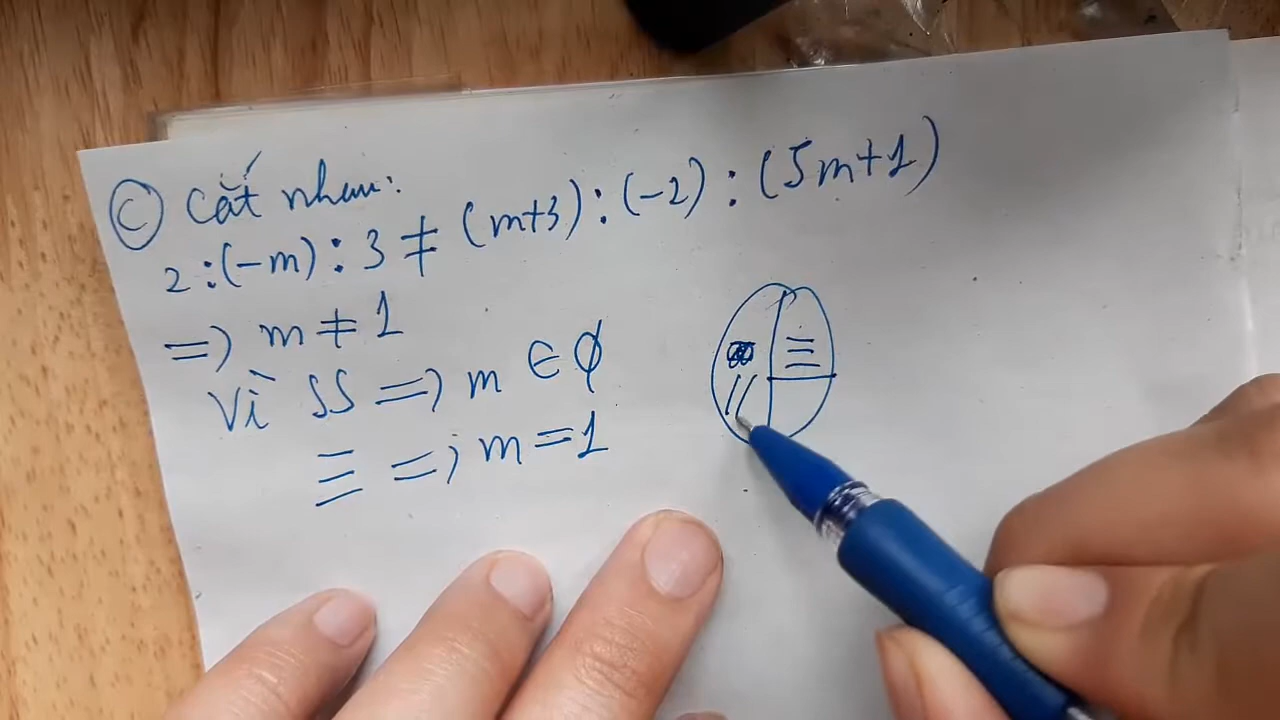 C Cắt nhau:
2:(-m):3 ≠ (m+3):(-2):(5m+1)
=> m ≠ 1
Vì SS => m ∈ ∅
≡ => m = 1